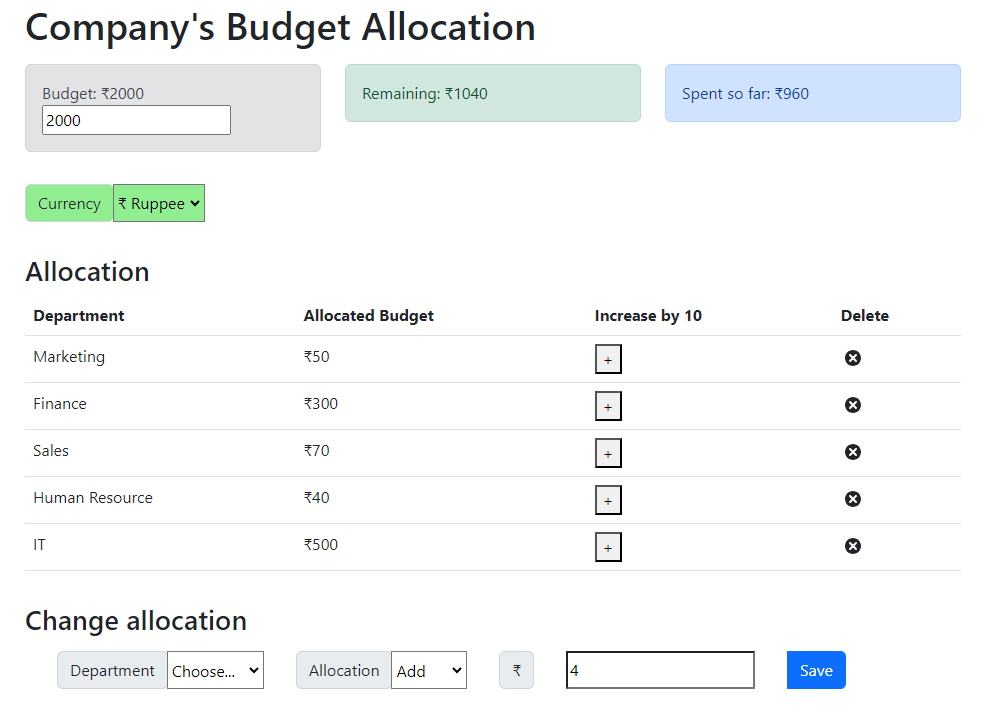 Company's Budget Allocation
Budget: ₹2000
2000
Remaining: ₹1040
Spent so far: ₹960
Currency ₹ Ruppee
Allocation
Department Allocated Budget Increase by 10 Delete
Marketing ₹50 +
Finance ₹300 +
Sales ₹70 +
Human Resource ₹40 +
IT ₹500 +
Change allocation
Department Choose... Allocation Add ₹ 4 Save